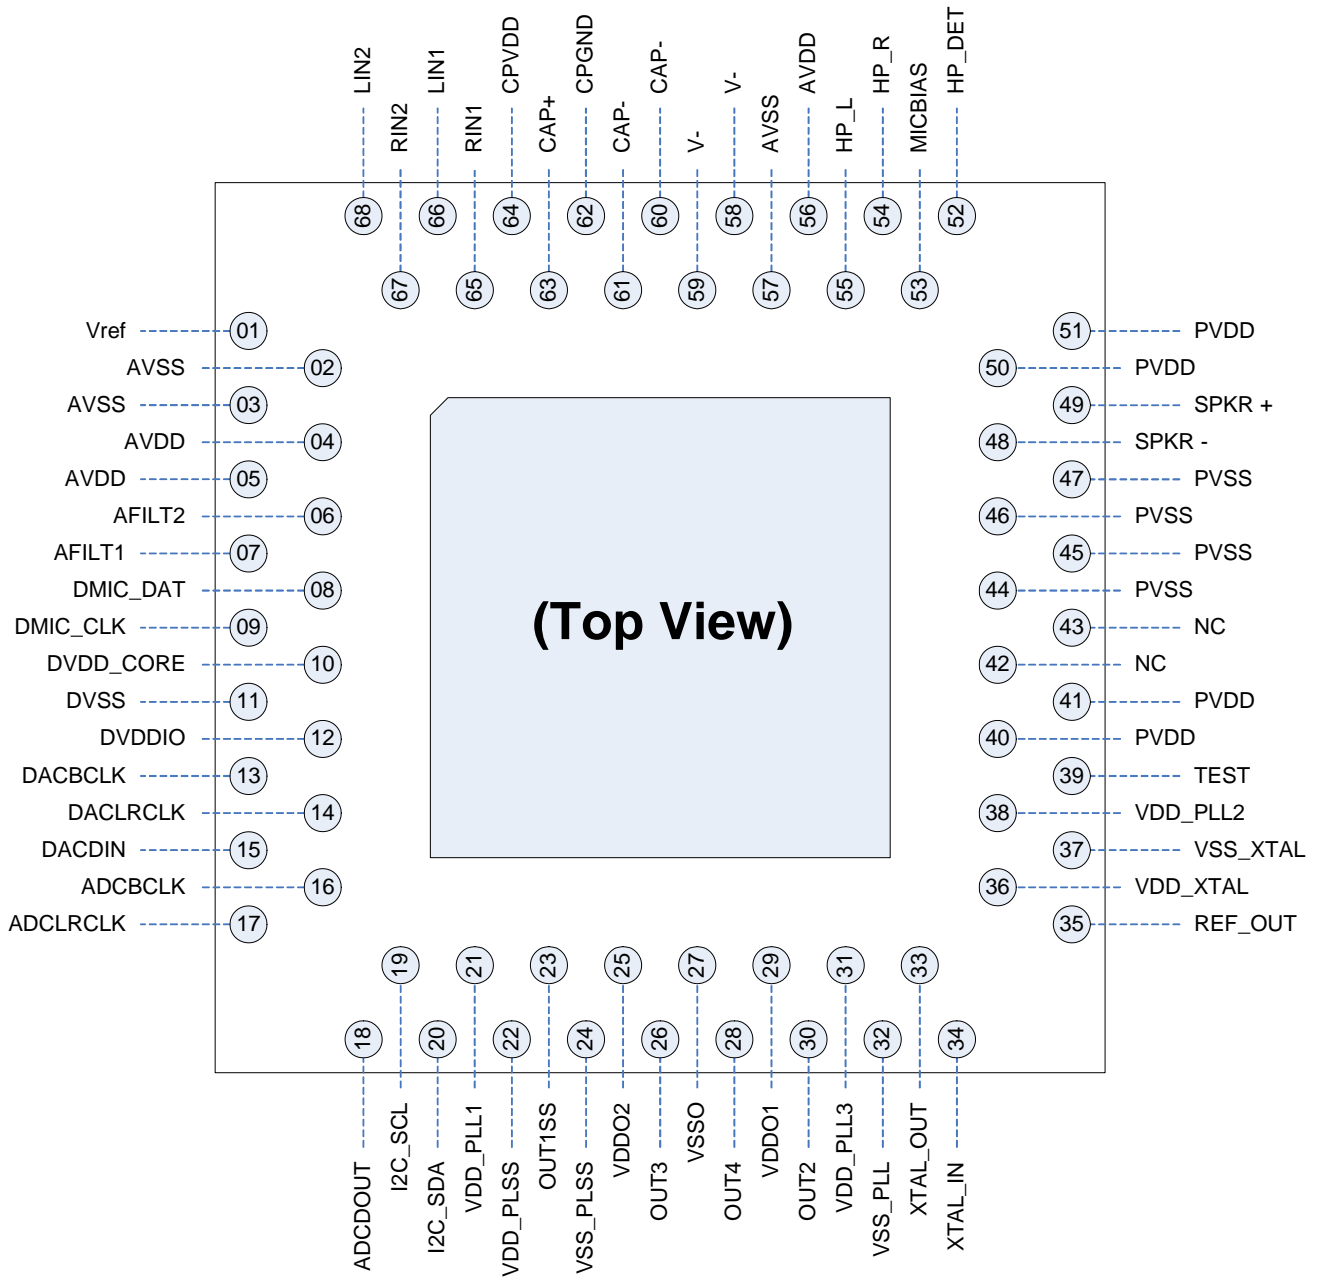 LIN2
RIN2
LIN1
RIN1
CPVDD
CAP+
CPGND
CAP-
CAP-
V-
V-
AVSS
AVDD
HP_L
HP_R
MICBIAS
HP_DET
68
66
64
62
60
58
56
54
52
67
65
63
61
59
57
55
53
Vref 01
AVSS 02
AVSS 03
AVDD 04
AVDD 05
AFILT2 06
AFILT1 07
DMIC_DAT 08
DMIC_CLK 09
DVDD_CORE 10
DVSS 11
DVDDIO 12
DACBCLK 13
DACLRCLK 14
DACDIN 15
ADCBCLK 16
ADCLRCLK 17
(Top View)
51 PVDD
50 PVDD
49 SPKR +
48 SPKR -
47 PVSS
46 PVSS
45 PVSS
44 PVSS
43 NC
42 NC
41 PVDD
40 PVDD
39 TEST
38 VDD_PLL2
37 VSS_XTAL
36 VDD_XTAL
35 REF_OUT
19
21
23
25
27
29
31
33
18
20
22
24
26
28
30
32
34
ADCDOUT
I2C_SCL
I2C_SDA
VDD_PLL1
VDD_PLSS
OUT1SS
VSS_PLSS
VDDO2
OUT3
VSSO
OUT4
VDDO1
OUT2
VDD_PLL3
VSS_PLL
XTAL_OUT
XTAL_IN